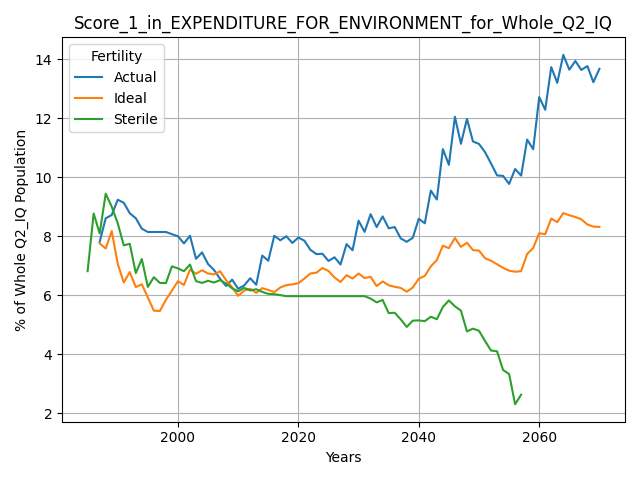 Score_1_in_EXPENDITURE_FOR_ENVIRONMENT_for_Whole_Q2_IQ
Fertility
Actual
Ideal
Sterile
% of Whole Q2_IQ Population
14
12
10
8
6
4
2
2000 2020 2040 2060
Years